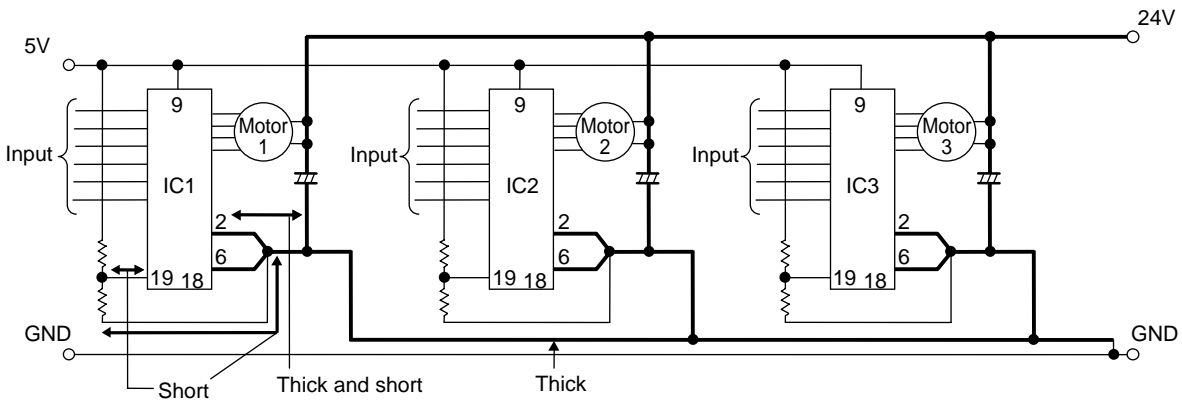 24V
5V
9
9
9
Motor
1
Motor
2
Motor
3
Input
Input
Input
IC1
IC2
IC3
2
2
2
6
6
6
19 18
19 18
19 18
GND
GND
Short
Thick and short
Thick